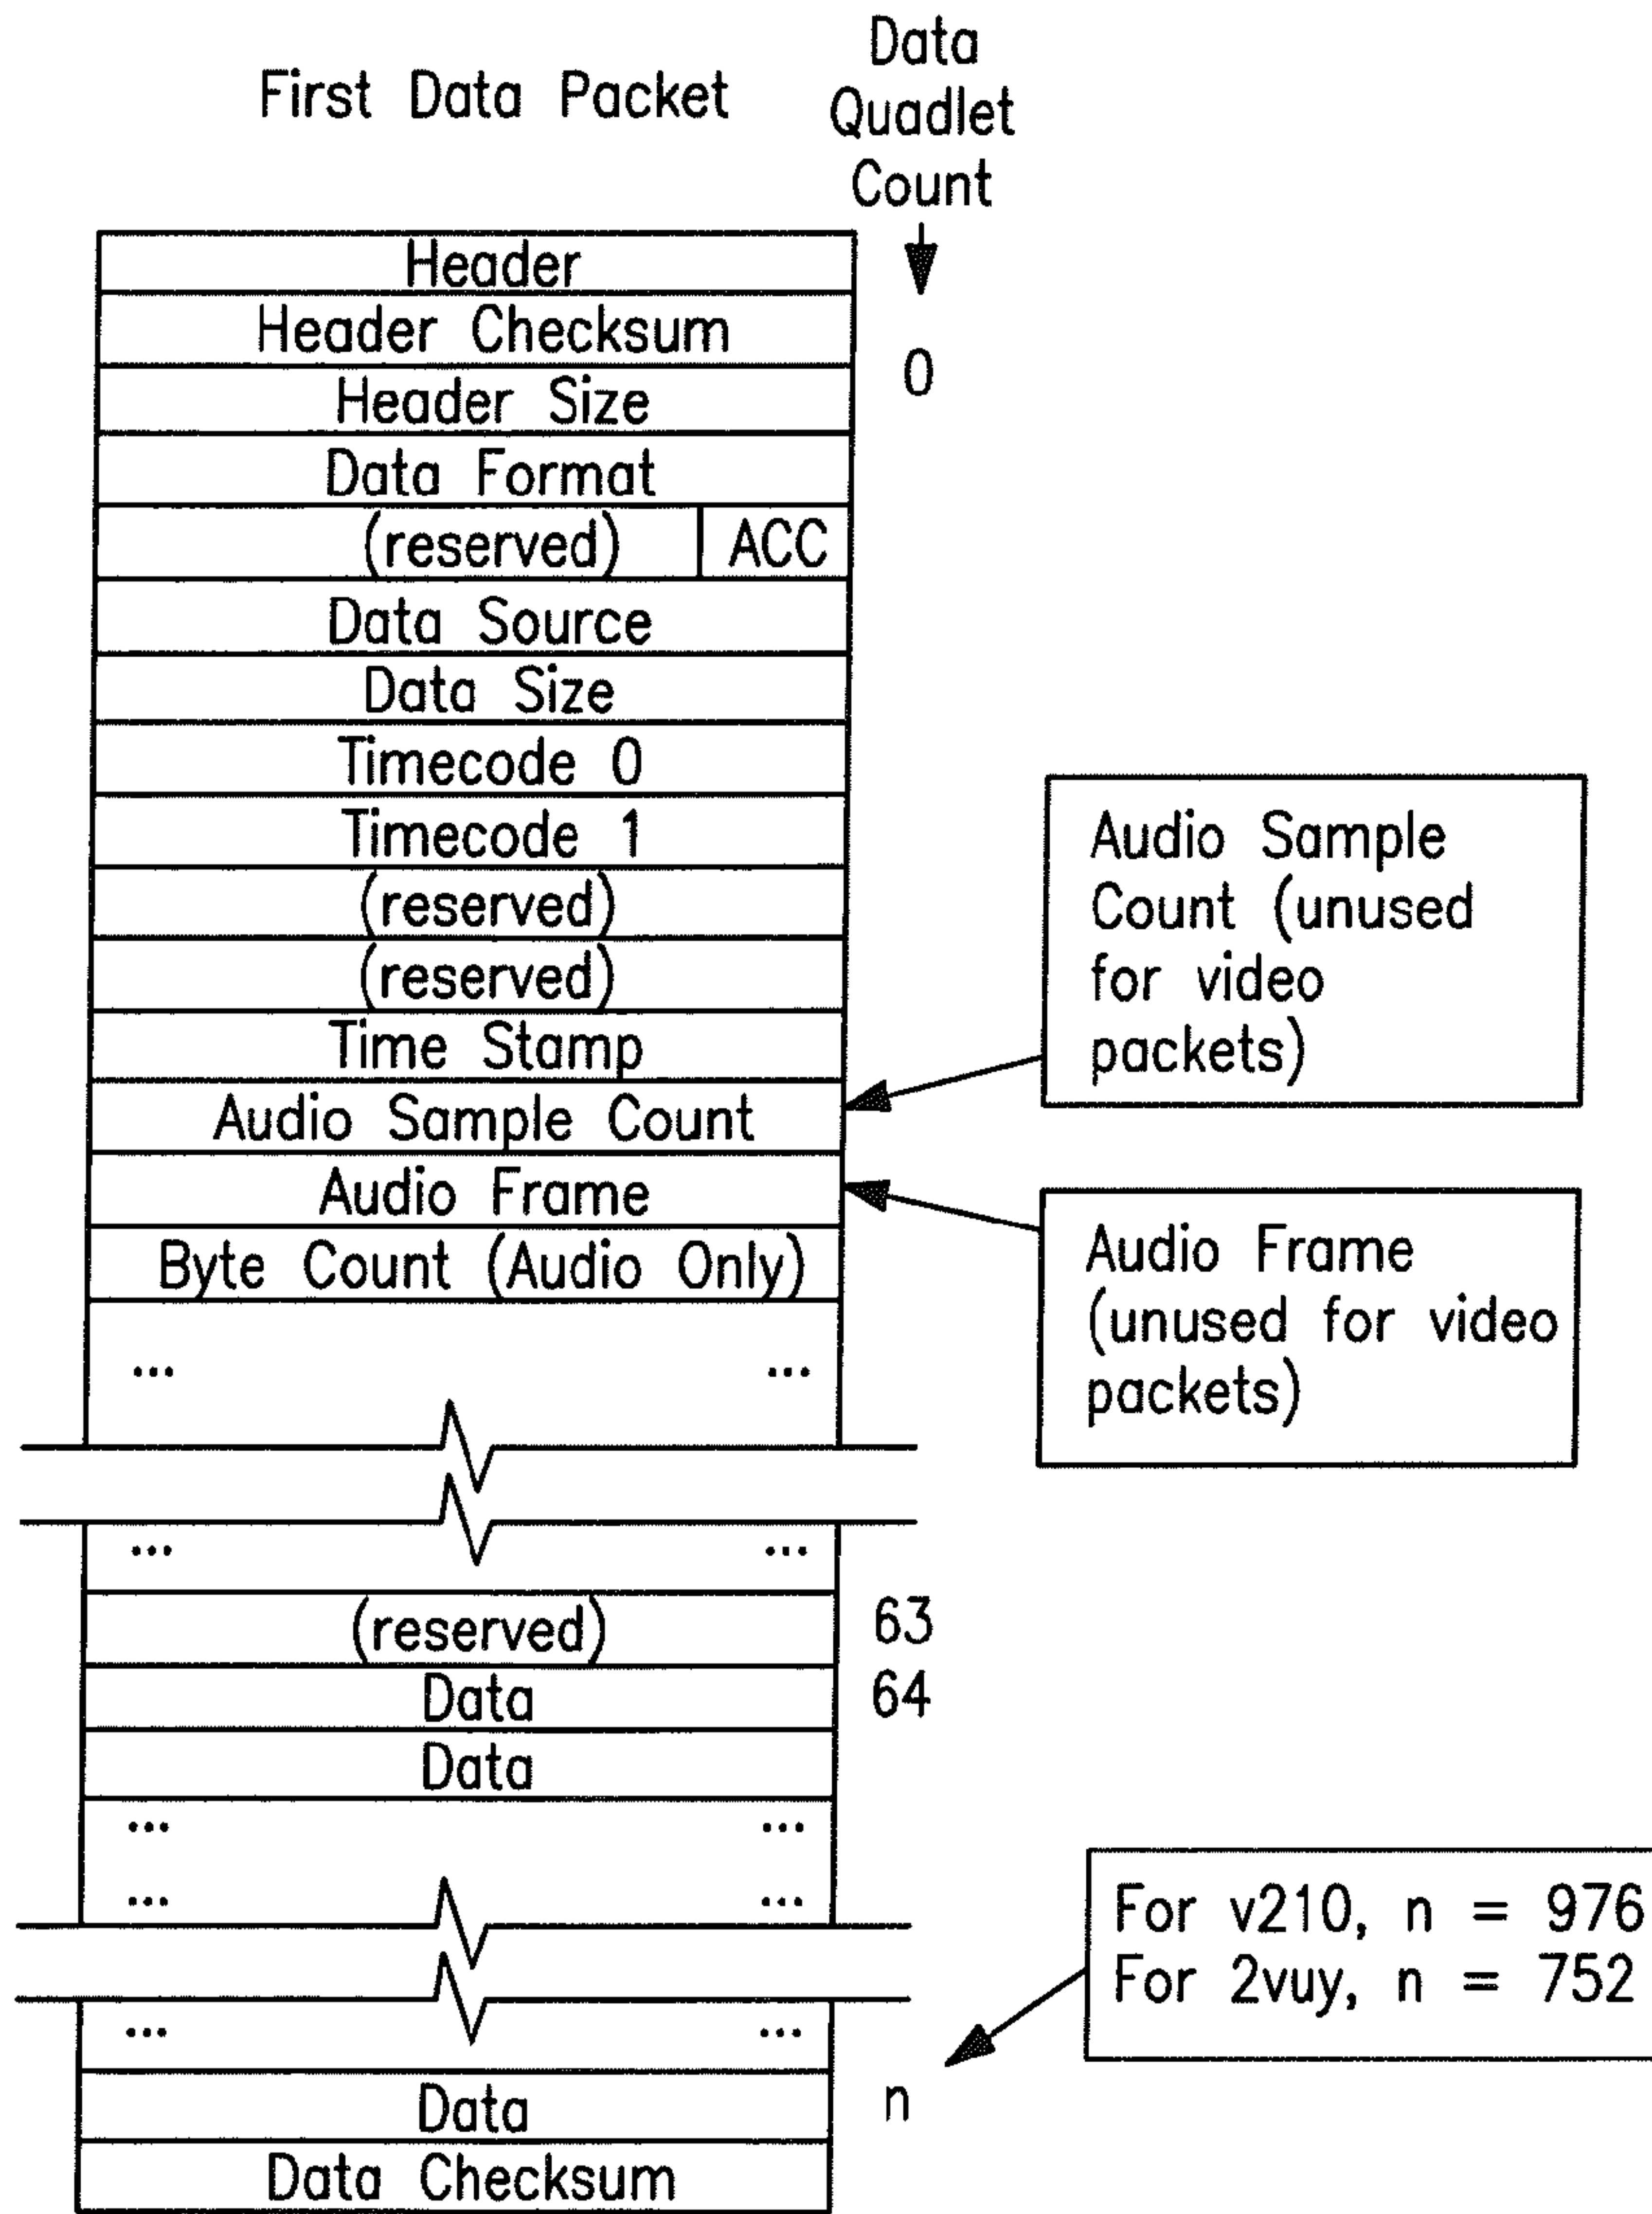 First Data Packet
Data
Quadlet
Count
Header
Header Checksum
0
Header Size
Data Format
(reserved) ACC
Data Source
Data Size
Timecode 0
Timecode 1
(reserved)
(reserved)
Time Stamp
Audio Sample Count
Audio Frame
Byte Count (Audio Only)
... ...
Audio Sample
Count (unused
for video
packets)
Audio Frame
(unused for video
packets)
... ...
(reserved) 63
Data 64
Data
... ...
... ...
For v210, n = 976
For 2vuy, n = 752
... ...
Data n
Data Checksum